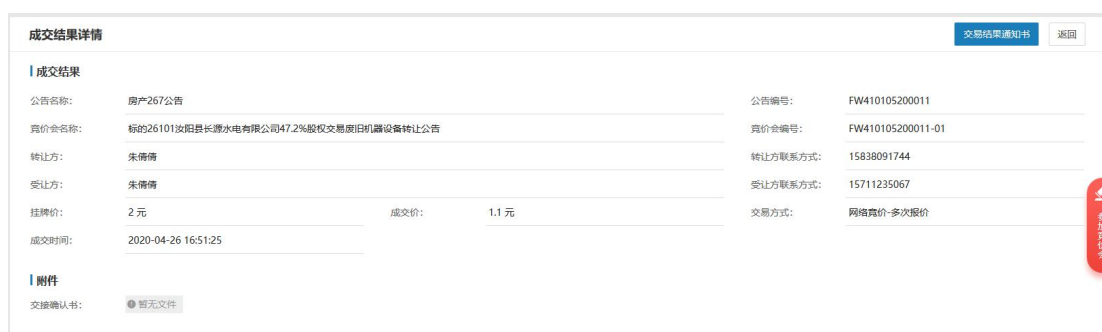 成交结果详情
交易结果通知书
返回
成交结果
公告名称： 房产267公告 公告编号： FW410105200011
竞价会名称： 标的26101汝阳县长源水电有限公司47.2%股权交易废旧机器设备转让公告 竞价会编号： FW410105200011-01
转让方： 朱倩倩 转让方联系方式： 15838091744
受让方： 朱倩倩 受让方联系方式： 15711235067
挂牌价： 2 元 成交价： 1.1 元 交易方式： 网络竞价-多次报价
成交时间： 2020-04-26 16:51:25
附件
交接确认书： 暂无文件
参加竞价会